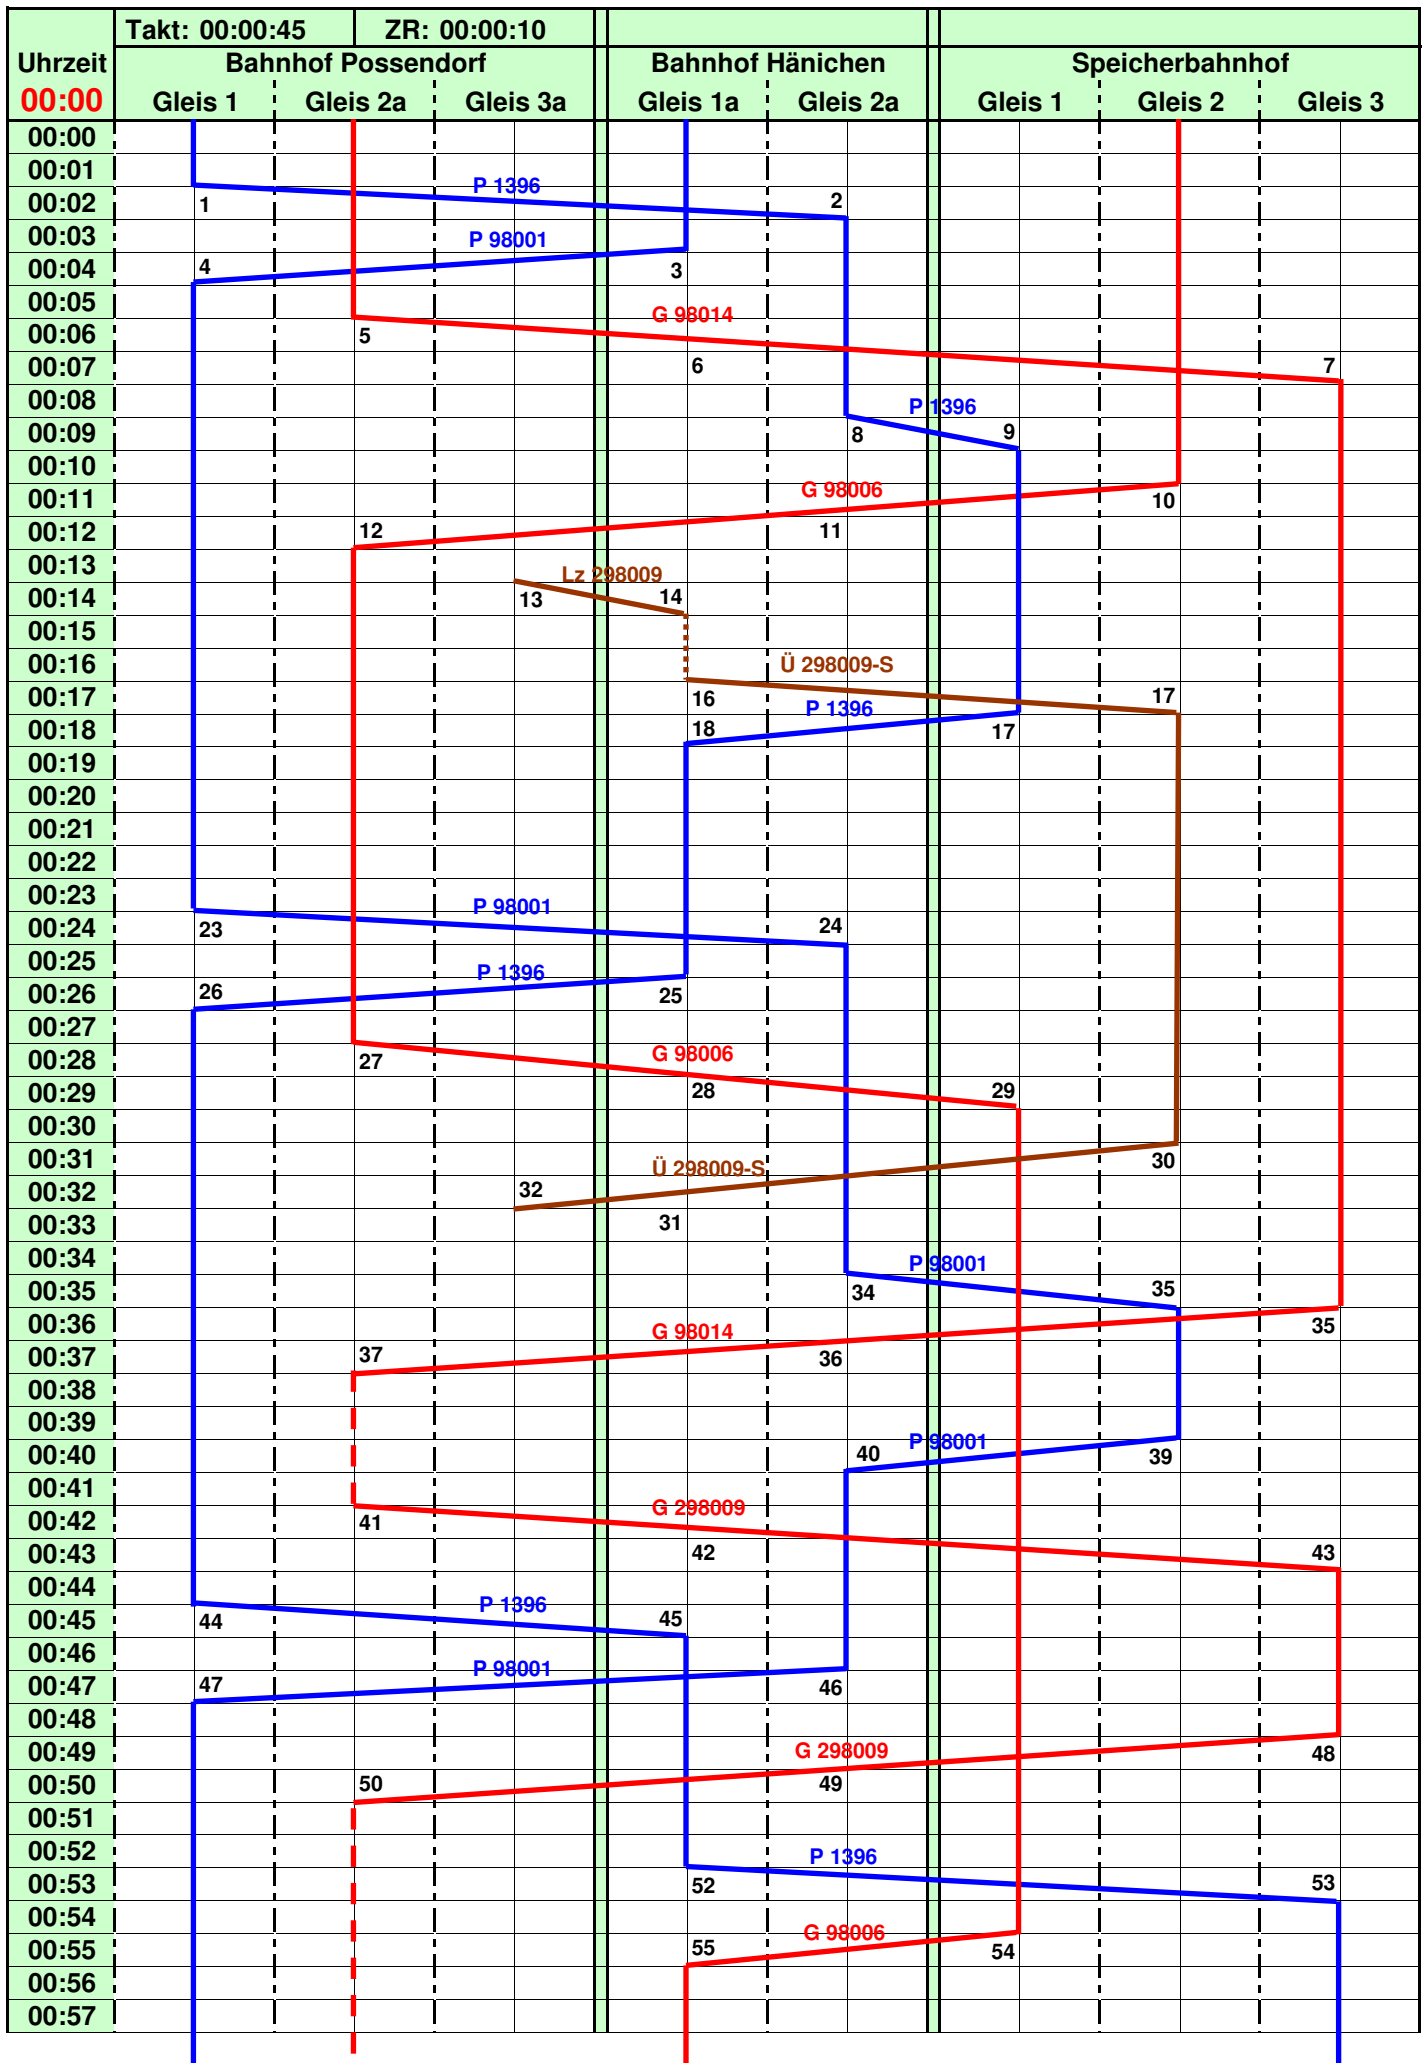 Takt: 00:00:45 ZR: 00:00:10
Uhrzeit Bahnhof Possendorf Bahnhof Hänichen Speicherbahnhof
00:00 Gleis 1 Gleis 2a Gleis 3a Gleis 1a Gleis 2a Gleis 1 Gleis 2 Gleis 3
00:00
00:01
P 1396
00:02 1 2
00:03 P 98001
00:04 4 3
00:05
G 98014
00:06 5
00:07 6 7
00:08
P 1396
00:09 8 9
00:10
G 98006
00:11 10
00:12 12 11
00:13
Lz 298009
00:14 13 14
00:15
00:16 Ü 298009-S
00:17 16 17
P 1396
00:18 18 17
00:19
00:20
00:21
00:22
00:23
P 98001
00:24 23 24
00:25
P 1396
00:26 26 25
00:27
00:28 27 G 98006
00:29 28 29
00:30
00:31 30
Ü 298009-S
00:32 32
00:33 31
00:34
P 98001
00:35 34 35
00:36 G 98014 35
00:37 37 36
00:38
00:39
P 98001
00:40 40 39
00:41
G 298009
00:42 41
00:43 42 43
00:44
P 1396
00:45 44 45
00:46
P 98001
00:47 47 46
00:48
00:49 G 298009 48
00:50 50 49
00:51
00:52 P 1396
00:53 52 53
00:54
G 98006
00:55 55 54
00:56
00:57